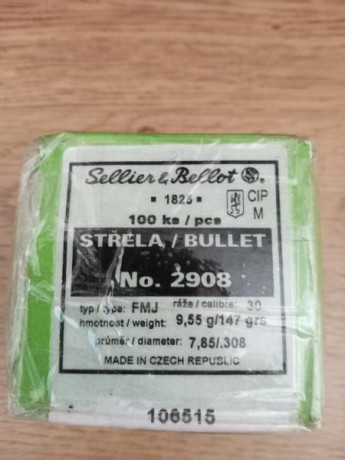 Sellier & Bellot S&B
▪ 1825 ▪
CIP
M
100 ks / pcs
STŘELA / BULLET
No. 2908
typ / type: FMJ ráže / calibre: 30
hmotnost / weight: 9,55 g/147 grs
průměr / diameter: 7,85/.308
MADE IN CZECH REPUBLIC
106515